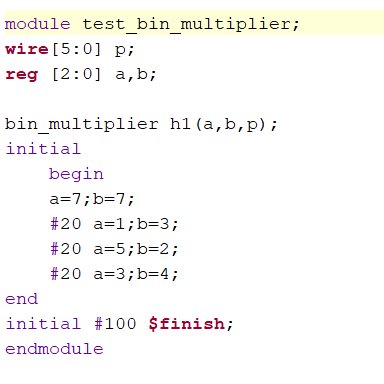 module test_bin_multiplier;
wire[5:0] p;
reg [2:0] a,b;
bin_multiplier h1(a,b,p);
initial
begin
a=7;b=7;
#20 a=1;b=3;
#20 a=5;b=2;
#20 a=3;b=4;
end
initial #100 $finish;
endmodule